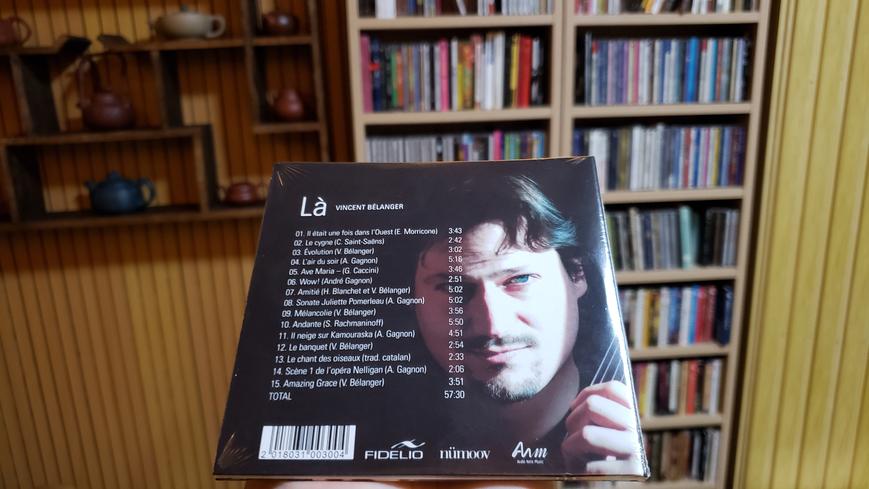 Là VINCENT BÉLANGER
01. Il était une fois dans l'Ouest (E. Morricone) 3:43
02. Le cygne (C. Saint-Saëns) 2:42
03. Évolution (V. Bélanger) 3:02
04. L'air du soir (A. Gagnon) 5:16
05. Ave Maria – (G. Caccini) 3:46
06. Wow! (André Gagnon) 2:51
07. Amitié (H. Blanchet et V. Bélanger) 5:02
08. Sonate Juliette Pomerleau (A. Gagnon) 5:02
09. Mélancolie (V. Bélanger) 3:56
10. Andante (S. Rachmaninoff) 5:50
11. Il neige sur Kamouraska (A. Gagnon) 4:51
12. Le banquet (V. Bélanger) 2:54
13. Le chant des oiseaux (trad. catalan) 2:33
14. Scène 1 de l'opéra Nelligan (A. Gagnon) 2:06
15. Amazing Grace (V. Bélanger) 3:51
TOTAL 57:30
2 018031 003004
FIDELIO nümoov Anm
Audio Note Music